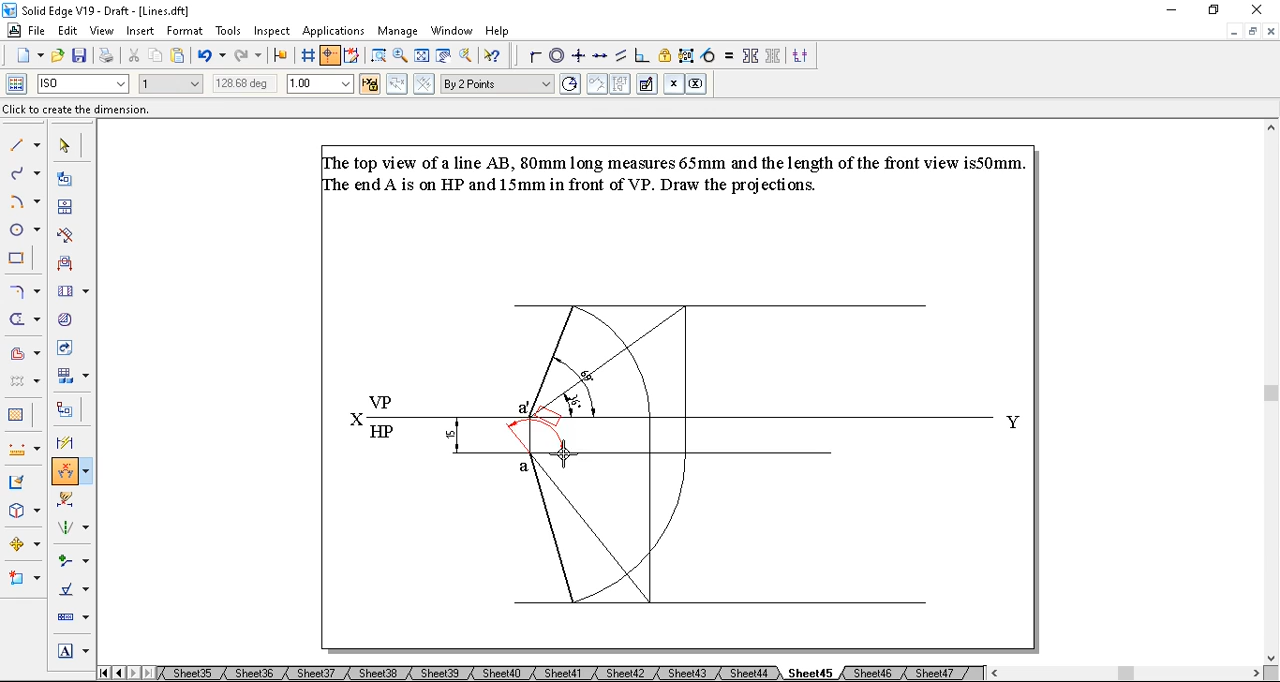 Solid Edge V19 - Draft - [Lines.dft]
File Edit View Insert Format Tools Inspect Applications Manage Window Help
ISO 1 128.68 deg 1.00 By 2 Points
Click to create the dimension.
The top view of a line AB, 80mm long measures 65mm and the length of the front view is50mm.
The end A is on HP and 15mm in front of VP. Draw the projections.
VP
a'
X Y
HP
15
a
Sheet35 Sheet36 Sheet37 Sheet38 Sheet39 Sheet40 Sheet41 Sheet42 Sheet43 Sheet44 Sheet45 Sheet46 Sheet47